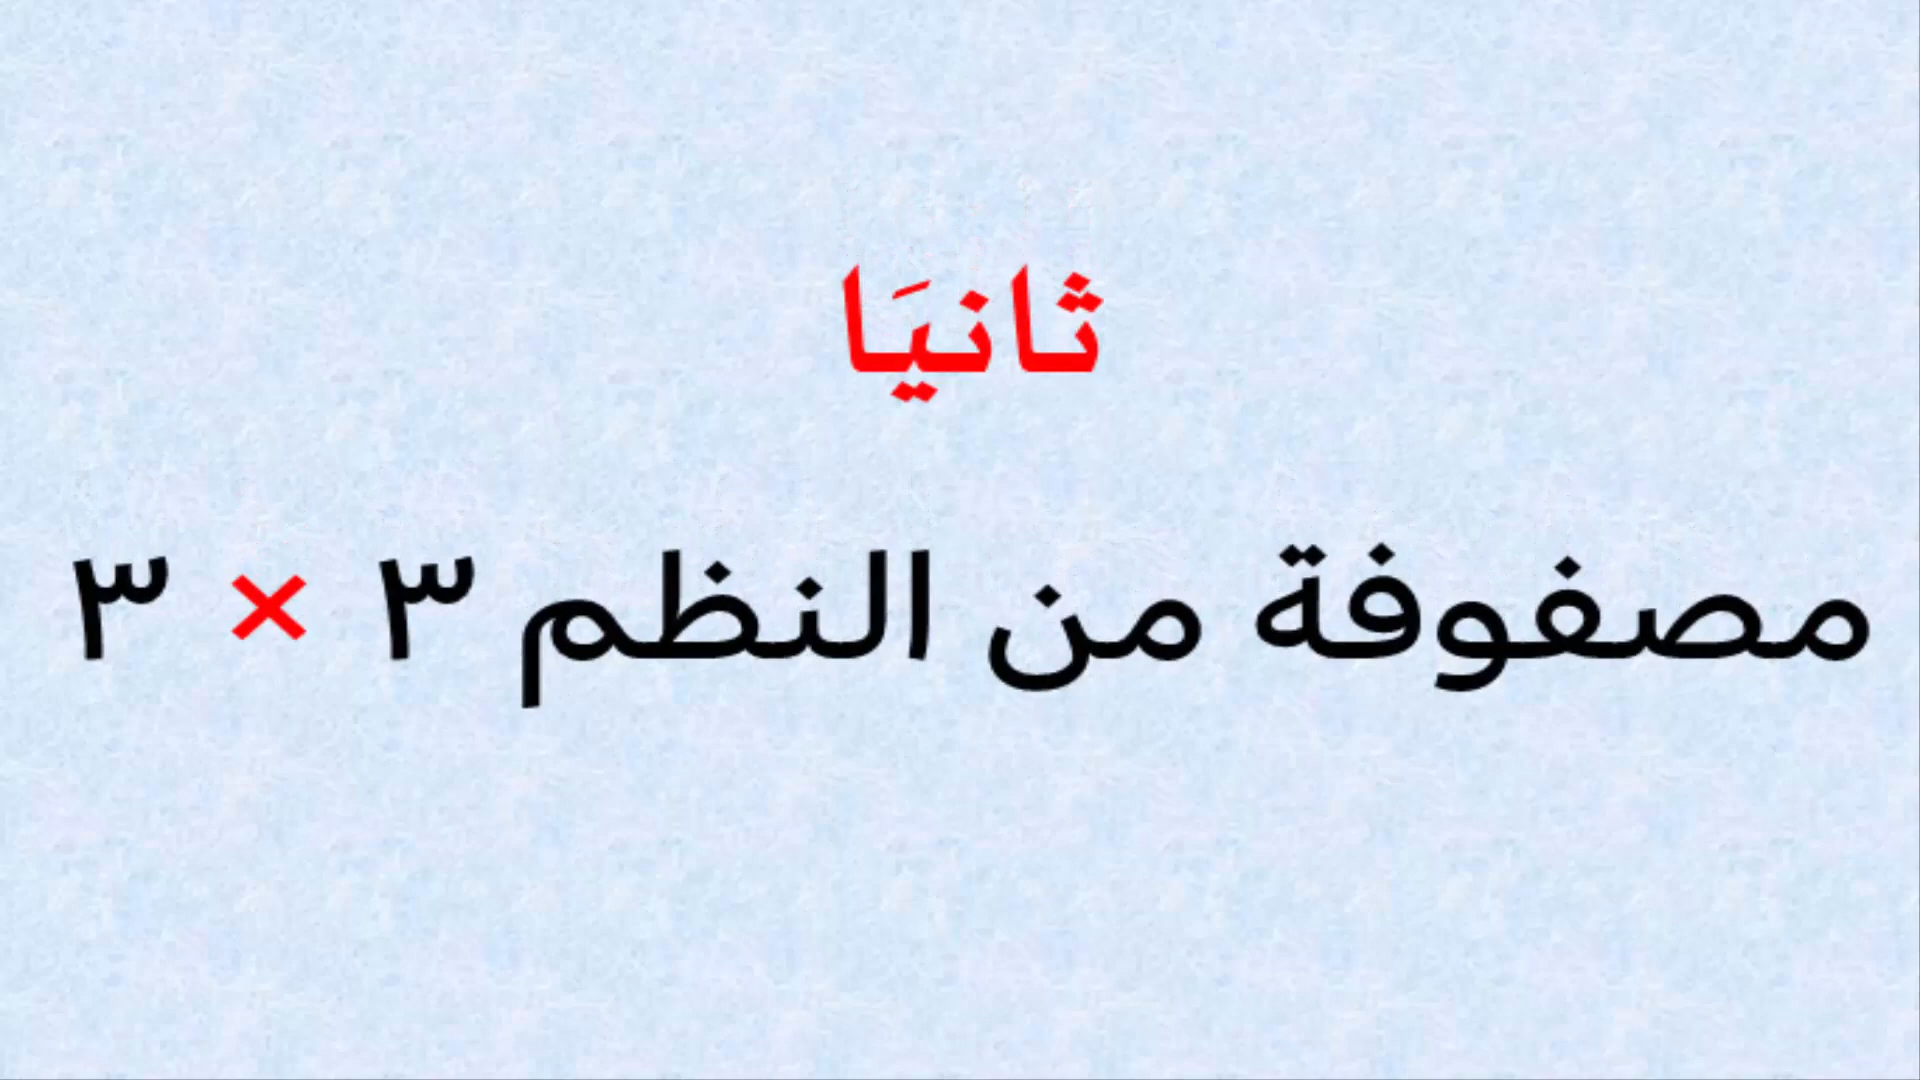 ثانيَا
مصفوفة من النظم ٣ × ٣